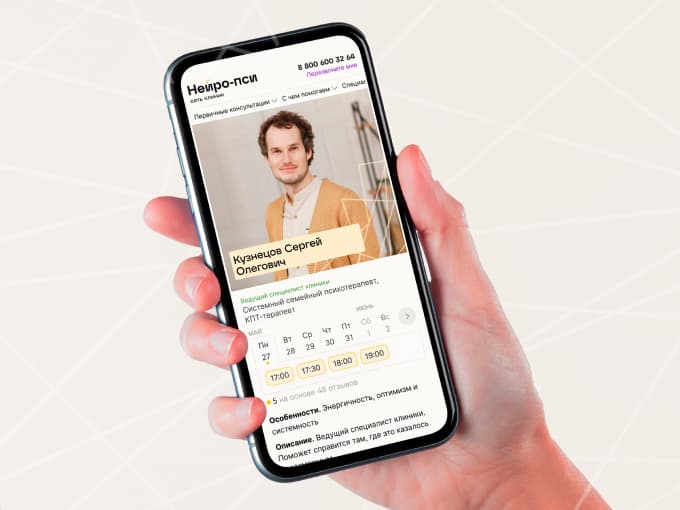 Нейро-пси
сеть клиник
8 800 600 32 64
Перезвоните мне
Первичные консультации С чем помогаем Специа
Кузнецов Сергей
Олегович
Ведущий специалист клиники
Системный семейный психотерапевт,
КПТ-терапевт
МАЙ ИЮНЬ
Пн Вт Ср Чт Пт Сб Вс
27 28 29 30 31 1 2
17:00 17:30 18:00 19:00
5 на основе 48 отзывов
Особенности. Энергичность, оптимизм и
системность
Описание. Ведущий специалист клиники.
Поможет справится там, где это казалось